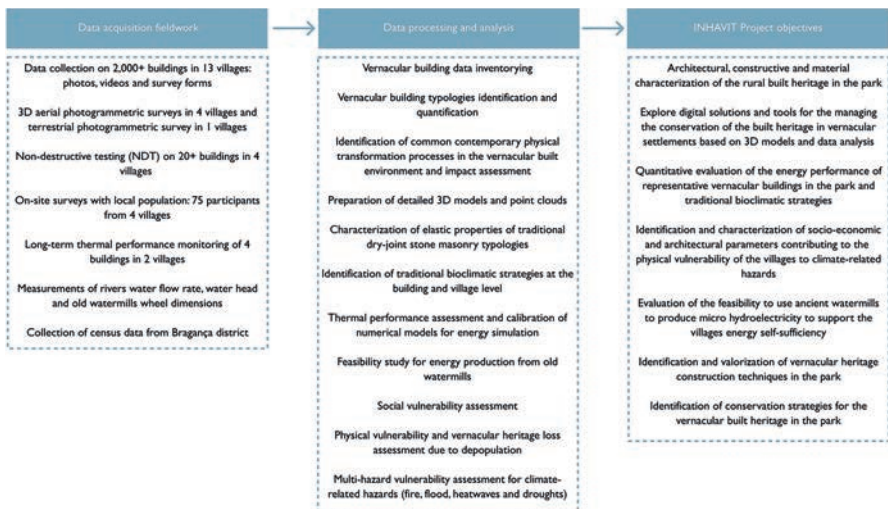 Data acquisition fieldwork
Data collection on 2,000+ buildings in 13 villages:
photos, videos and survey forms
3D aerial photogrammetric surveys in 4 villages and
terrestrial photogrammetric survey in 1 villages
Non-destructive testing (NDT) on 20+ buildings in 4
villages
On-site surveys with local population: 75 participants
from 4 villages
Long-term thermal performance monitoring of 4
buildings in 2 villages
Measurements of rivers water flow rate, water head
and old watermills wheel dimensions
Collection of census data from Bragança district
Data processing and analysis
Vernacular building data inventorying
Vernacular building typologies identification and
quantification
Identification of common contemporary physical
transformation processes in the vernacular built
environment and impact assessment
Preparation of detailed 3D models and point clouds
Characterization of elastic properties of traditional
dry-joint stone masonry typologies
Identification of traditional bioclimatic strategies at the
building and village level
Thermal performance assessment and calibration of
numerical models for energy simulation
Feasibility study for energy production from old
watermills
Social vulnerability assessment
Physical vulnerability and vernacular heritage loss
assessment due to depopulation
Multi-hazard vulnerability assessment for climate-
related hazards (fire, flood, heatwaves and droughts)
INHAVIT Project objectives
Architectural, constructive and material
characterization of the rural built heritage in the park
Explore digital solutions and tools for the managing
the conservation of the built heritage in vernacular
settlements based on 3D models and data analysis
Quantitative evaluation of the energy performance of
representative vernacular buildings in the park and
traditional bioclimatic strategies
Identification and characterization of socio-economic
and architectural parameters contributing to the
physical vulnerability of the villages to climate-related
hazards
Evaluation of the feasibility to use ancient watermills
to produce micro hydroelectricity to support the
villages energy self-sufficiency
Identification and valorization of vernacular heritage
construction techniques in the park
Identification of conservation strategies for the
vernacular built heritage in the park